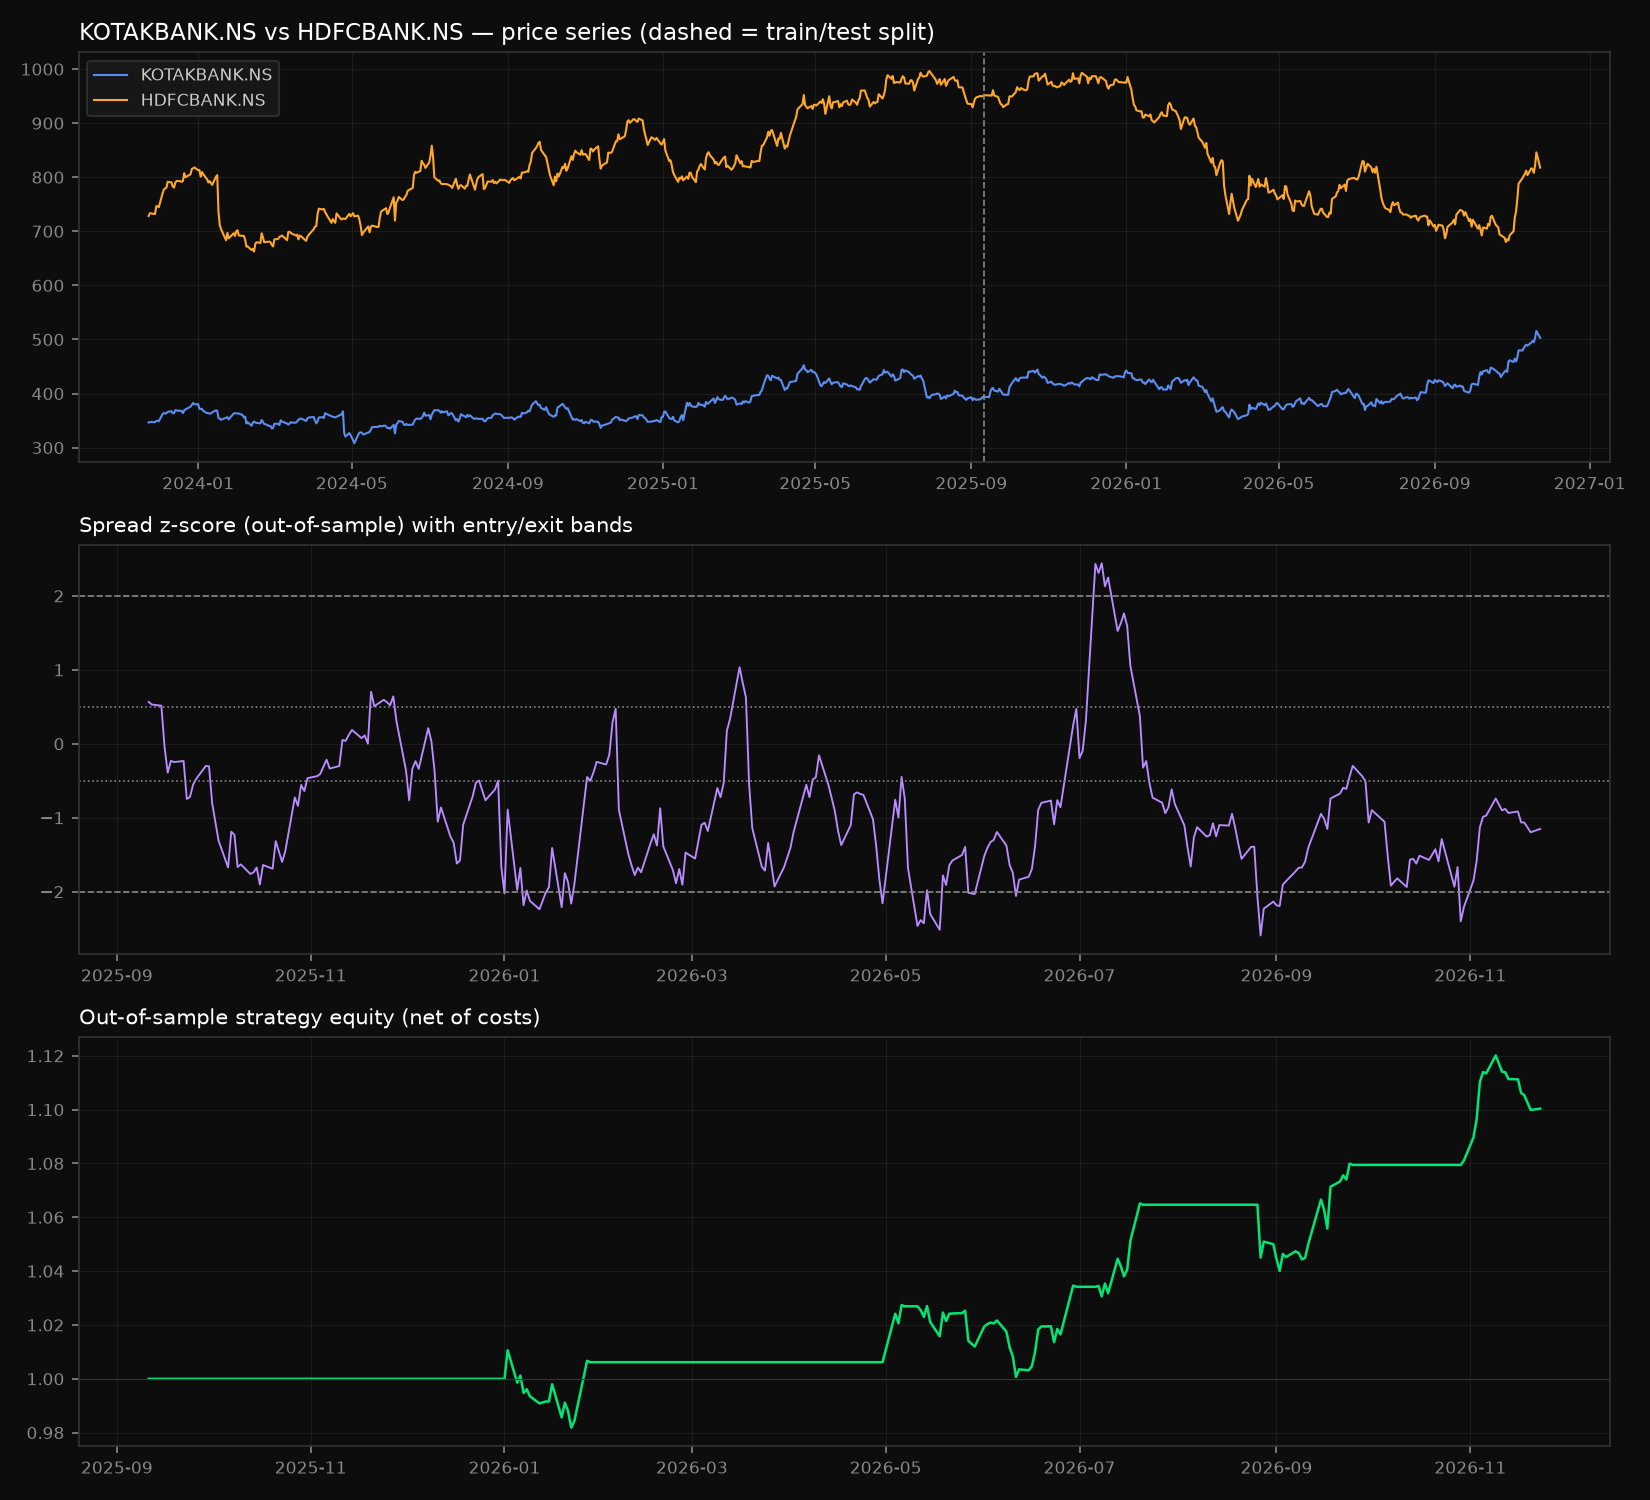 KOTAKBANK.NS vs HDFCBANK.NS — price series (dashed = train/test split)
KOTAKBANK.NS
HDFCBANK.NS
1000
900
800
700
600
500
400
300
2024-01 2024-05 2024-09 2025-01 2025-05 2025-09 2026-01 2026-05 2026-09 2027-01
Spread z-score (out-of-sample) with entry/exit bands
2
1
0
−1
−2
2025-09 2025-11 2026-01 2026-03 2026-05 2026-07 2026-09 2026-11
Out-of-sample strategy equity (net of costs)
1.12
1.10
1.08
1.06
1.04
1.02
1.00
0.98
2025-09 2025-11 2026-01 2026-03 2026-05 2026-07 2026-09 2026-11